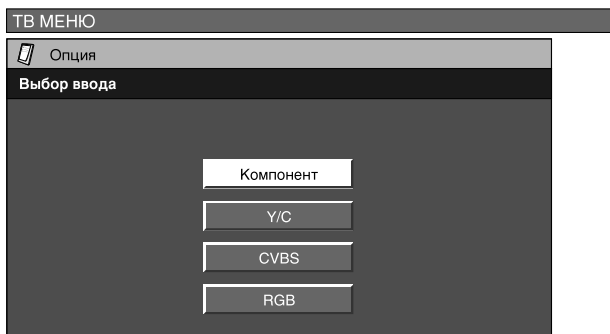 ТВ МЕНЮ
Опция
Выбор ввода
Компонент
Y/C
CVBS
RGB